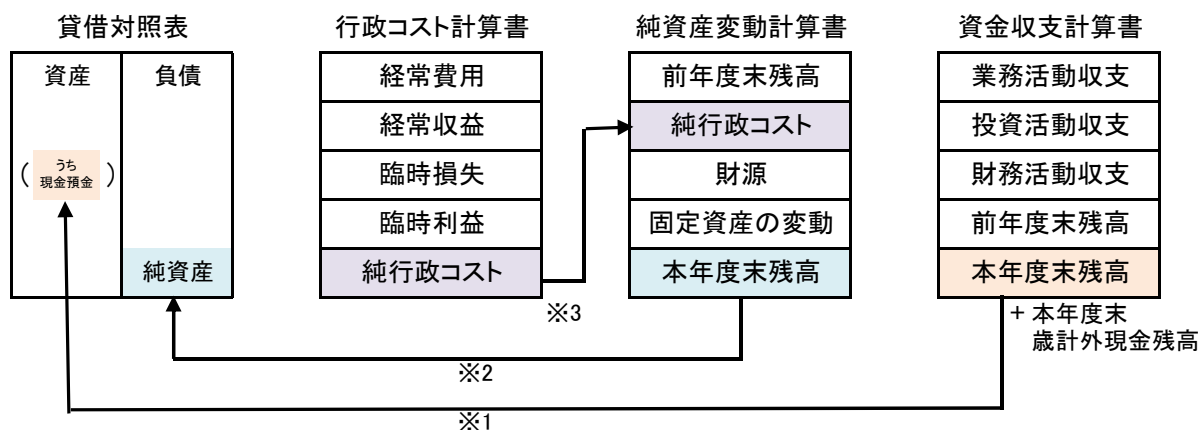 貸借対照表
資産
負債
(うち
現金預金)
純資産
行政コスト計算書
経常費用
経常収益
臨時損失
臨時利益
純行政コスト
純資産変動計算書
前年度末残高
純行政コスト
財源
固定資産の変動
本年度末残高
資金収支計算書
業務活動収支
投資活動収支
財務活動収支
前年度末残高
本年度末残高
+本年度末
歳計外現金残高
※3
※2
※1